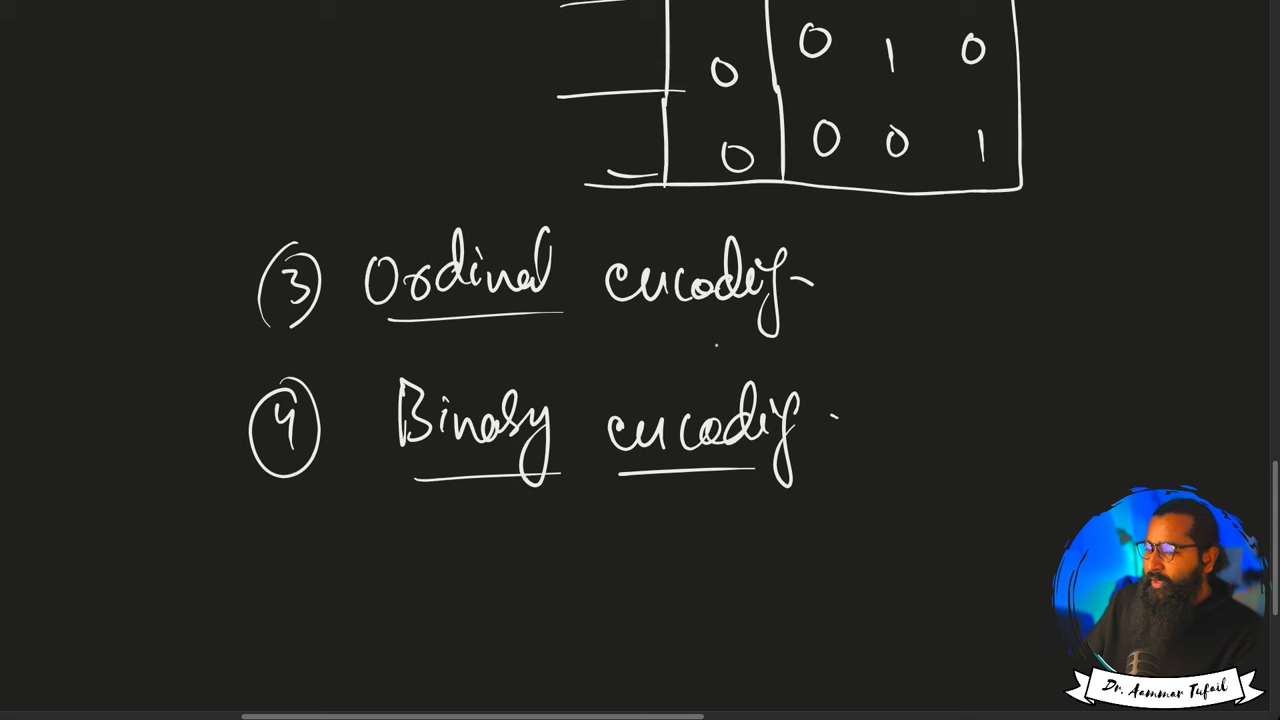 0 0 1 0
0 0 0 1
3 Ordinal encoding
4 Binary encoding
Dr. Aammar Tufail